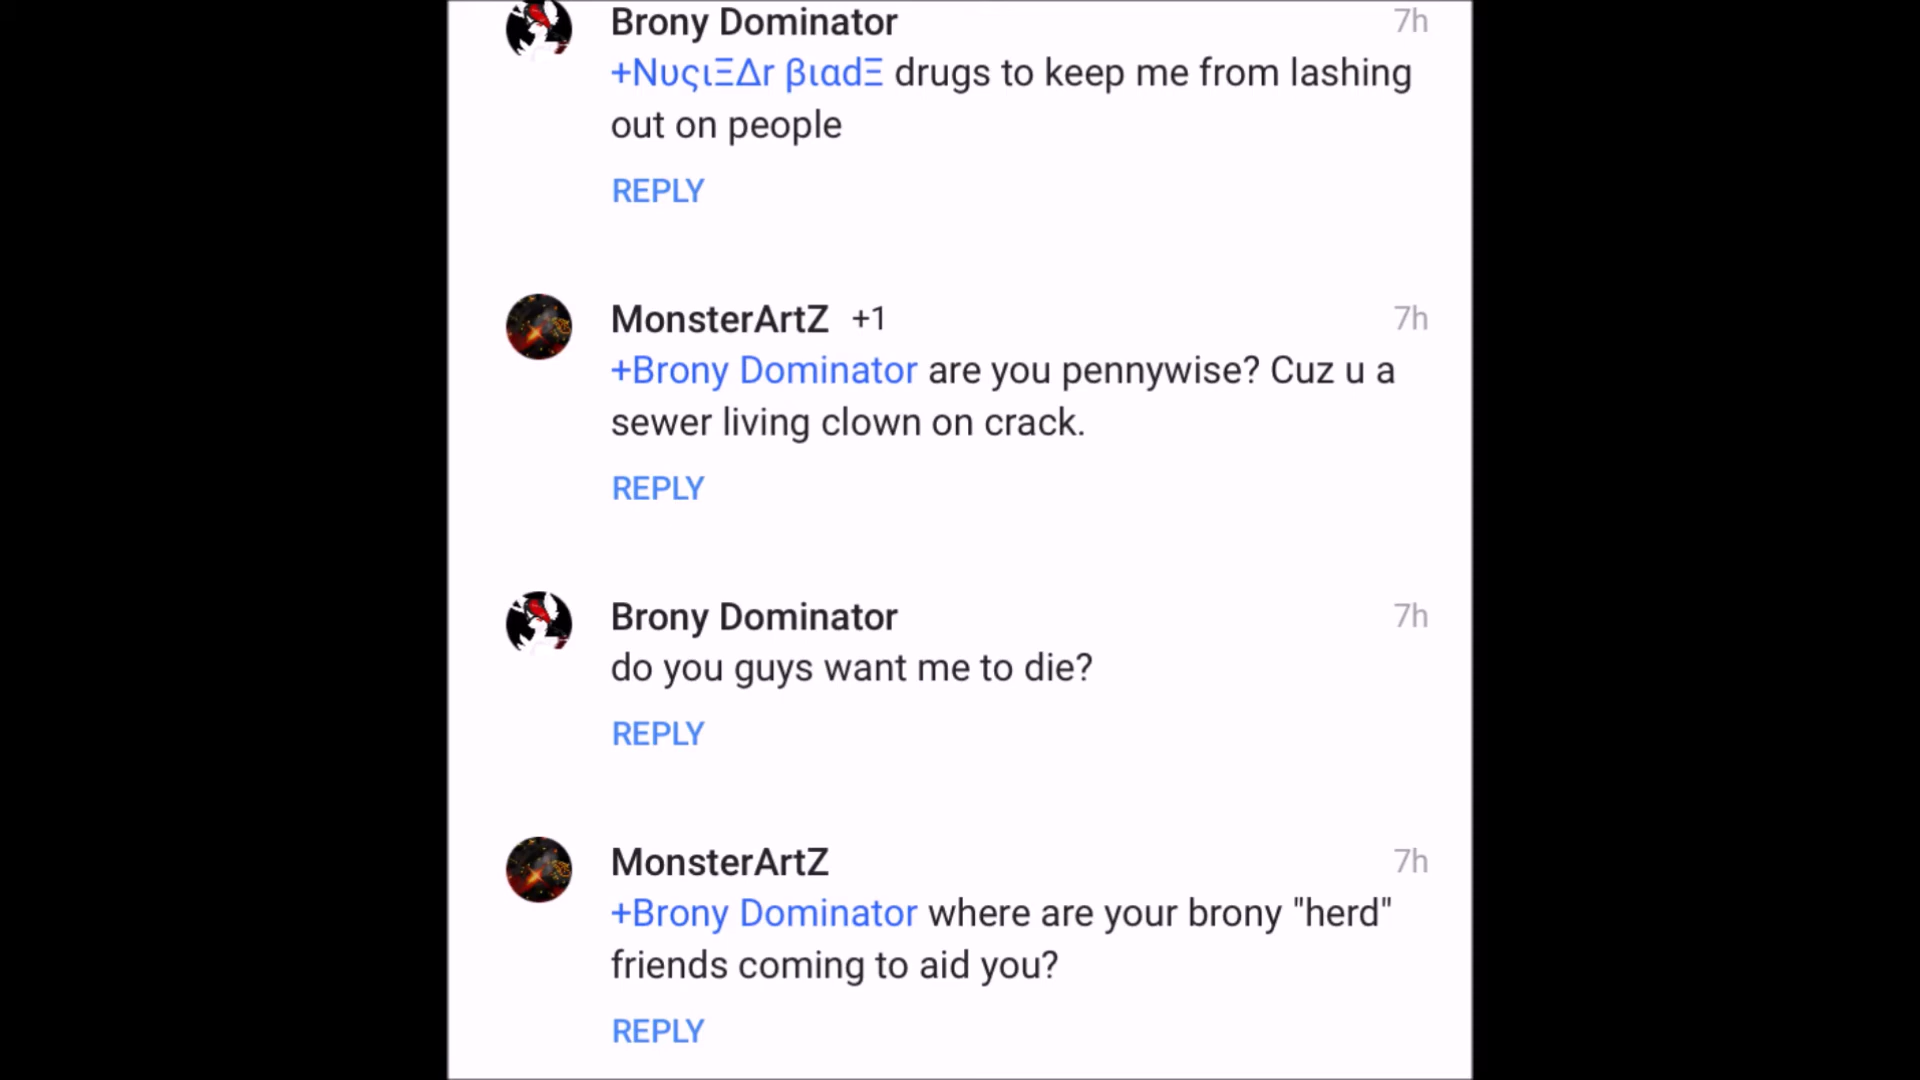 Brony Dominator 7h
+ΝυςιΞΔr βιαdΞ drugs to keep me from lashing
out on people
REPLY
MonsterArtZ +1 7h
+Brony Dominator are you pennywise? Cuz u a
sewer living clown on crack.
REPLY
Brony Dominator 7h
do you guys want me to die?
REPLY
MonsterArtZ 7h
+Brony Dominator where are your brony "herd"
friends coming to aid you?
REPLY